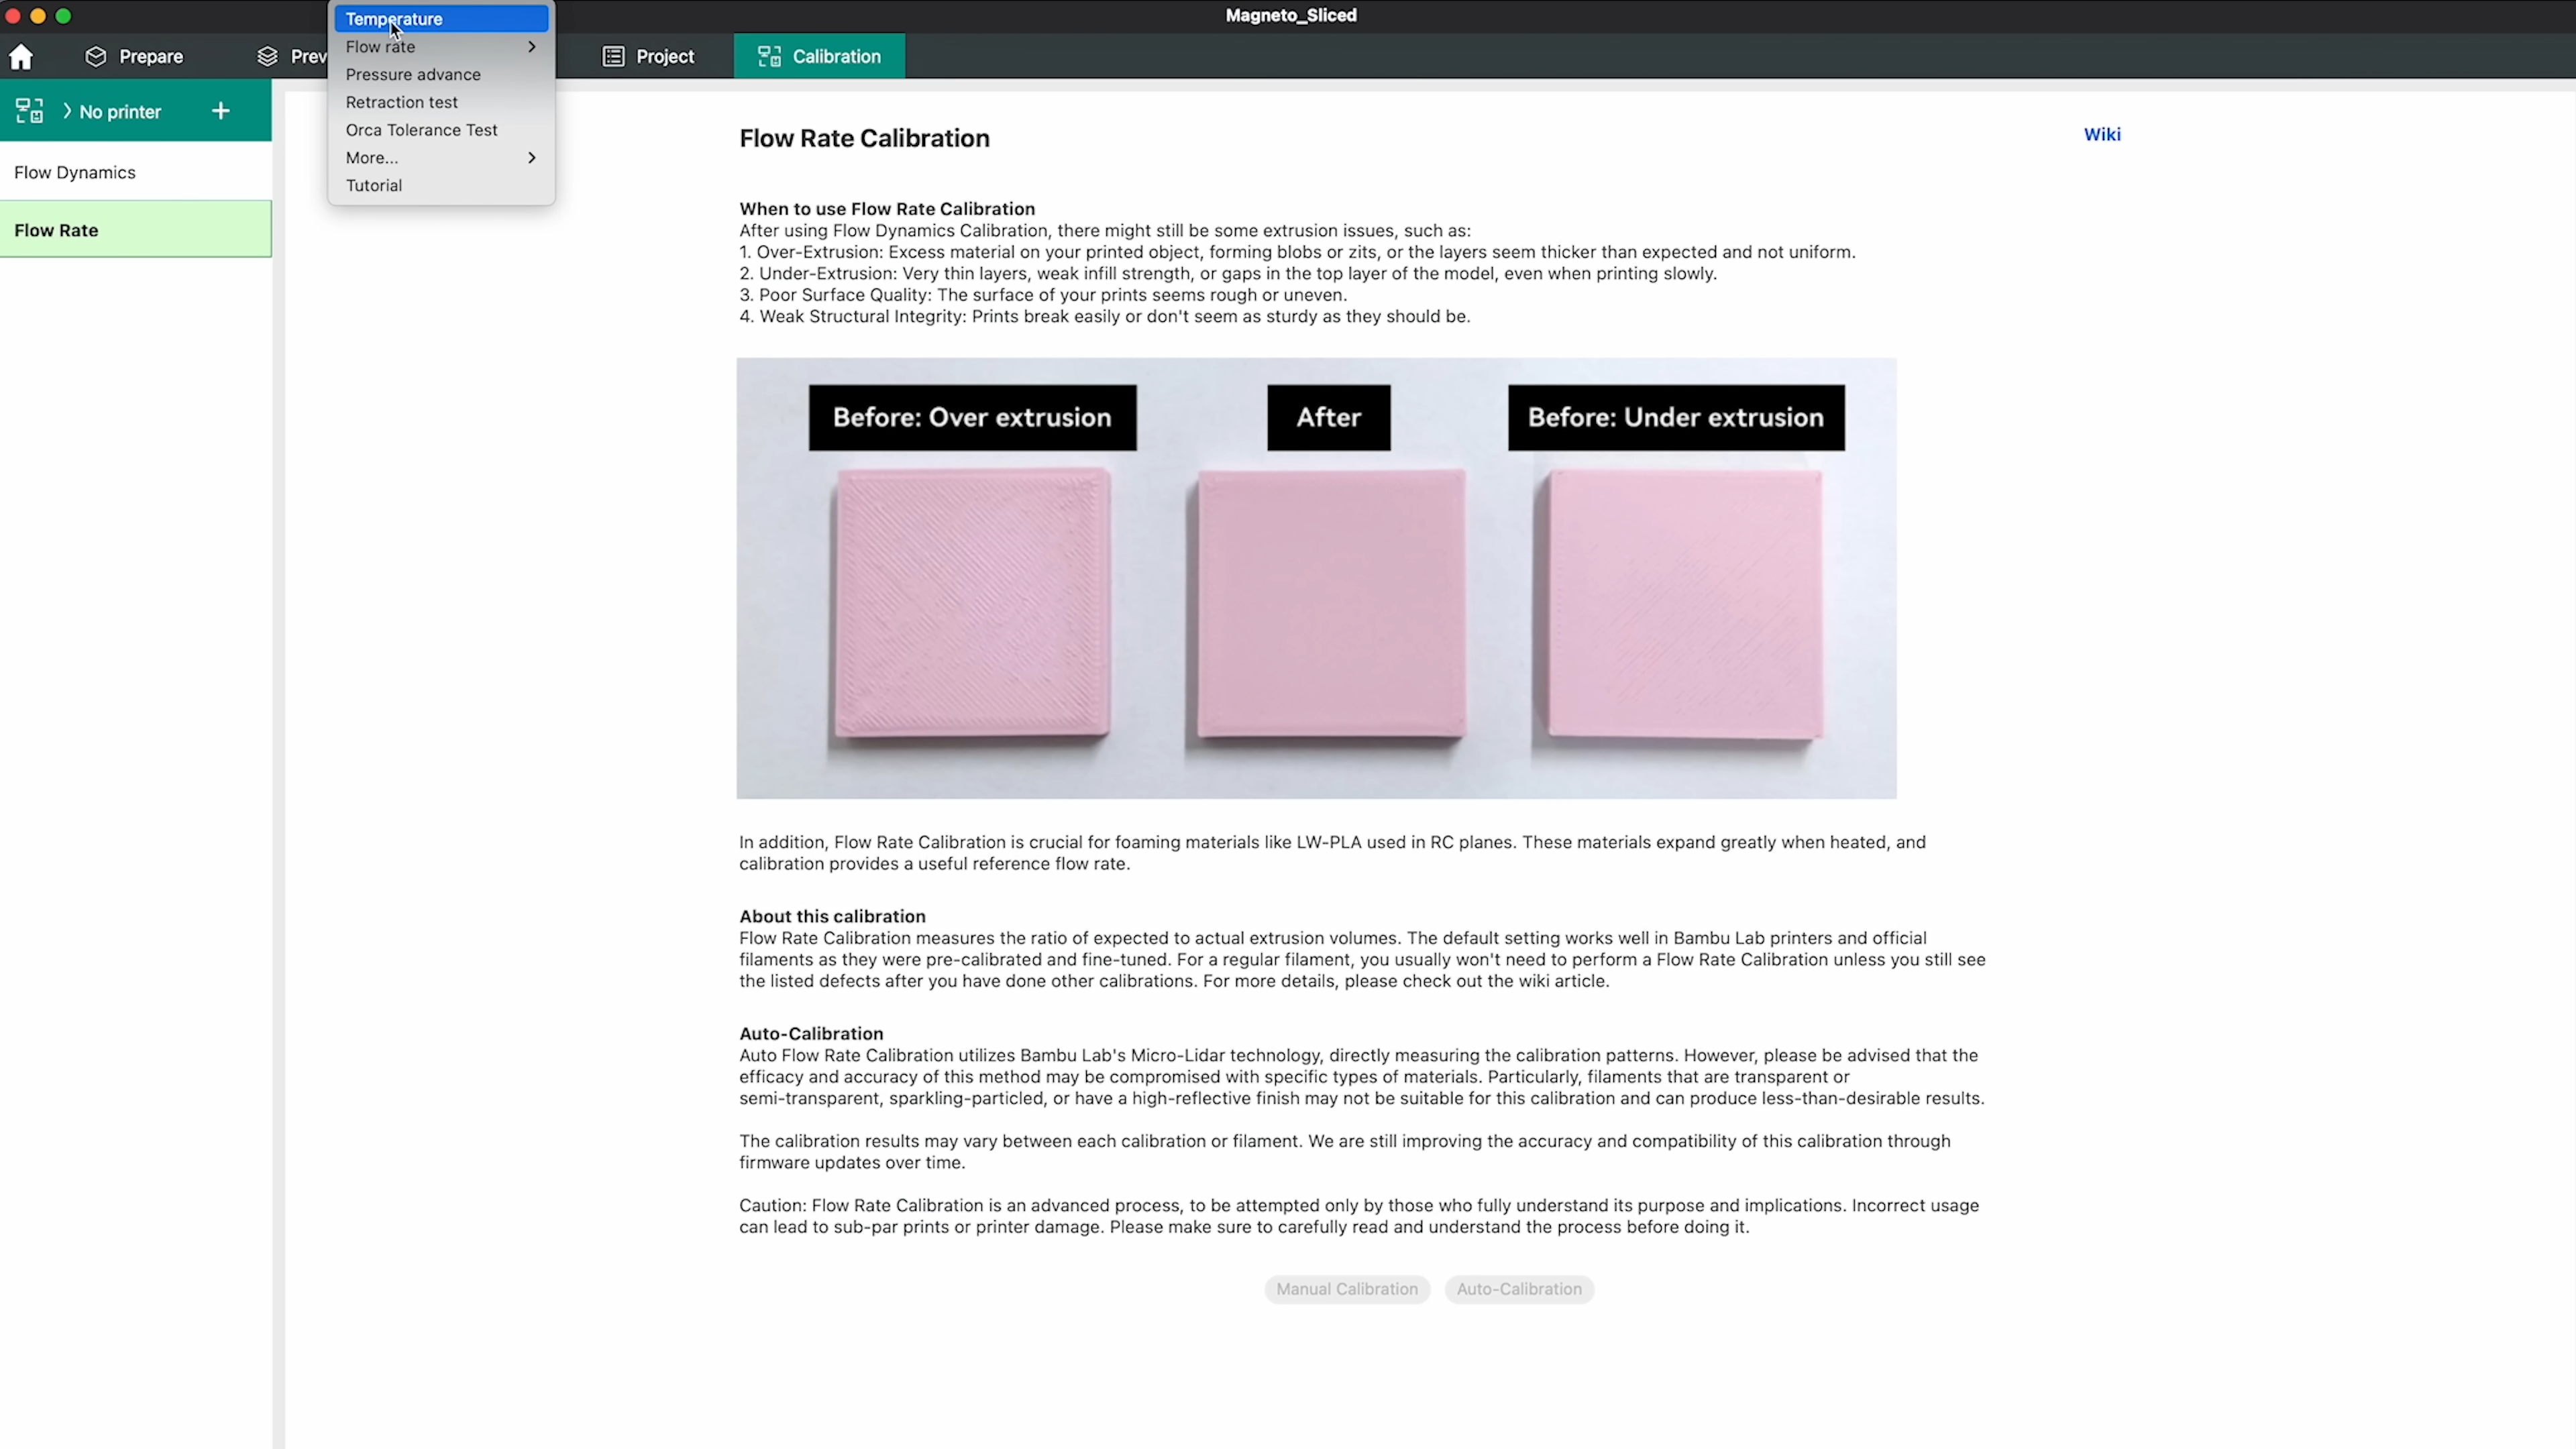 Magneto_Sliced
Temperature
Flow rate
Pressure advance
Retraction test
Orca Tolerance Test
More...
Tutorial
Prepare
Prev
Project
Calibration
No printer
Flow Dynamics
Flow Rate
Flow Rate Calibration
Wiki
When to use Flow Rate Calibration
After using Flow Dynamics Calibration, there might still be some extrusion issues, such as:
1. Over-Extrusion: Excess material on your printed object, forming blobs or zits, or the layers seem thicker than expected and not uniform.
2. Under-Extrusion: Very thin layers, weak infill strength, or gaps in the top layer of the model, even when printing slowly.
3. Poor Surface Quality: The surface of your prints seems rough or uneven.
4. Weak Structural Integrity: Prints break easily or don't seem as sturdy as they should be.
Before: Over extrusion
After
Before: Under extrusion
In addition, Flow Rate Calibration is crucial for foaming materials like LW-PLA used in RC planes. These materials expand greatly when heated, and
calibration provides a useful reference flow rate.
About this calibration
Flow Rate Calibration measures the ratio of expected to actual extrusion volumes. The default setting works well in Bambu Lab printers and official
filaments as they were pre-calibrated and fine-tuned. For a regular filament, you usually won't need to perform a Flow Rate Calibration unless you still see
the listed defects after you have done other calibrations. For more details, please check out the wiki article.
Auto-Calibration
Auto Flow Rate Calibration utilizes Bambu Lab's Micro-Lidar technology, directly measuring the calibration patterns. However, please be advised that the
efficacy and accuracy of this method may be compromised with specific types of materials. Particularly, filaments that are transparent or
semi-transparent, sparkling-particled, or have a high-reflective finish may not be suitable for this calibration and can produce less-than-desirable results.
The calibration results may vary between each calibration or filament. We are still improving the accuracy and compatibility of this calibration through
firmware updates over time.
Caution: Flow Rate Calibration is an advanced process, to be attempted only by those who fully understand its purpose and implications. Incorrect usage
can lead to sub-par prints or printer damage. Please make sure to carefully read and understand the process before doing it.
Manual Calibration
Auto-Calibration